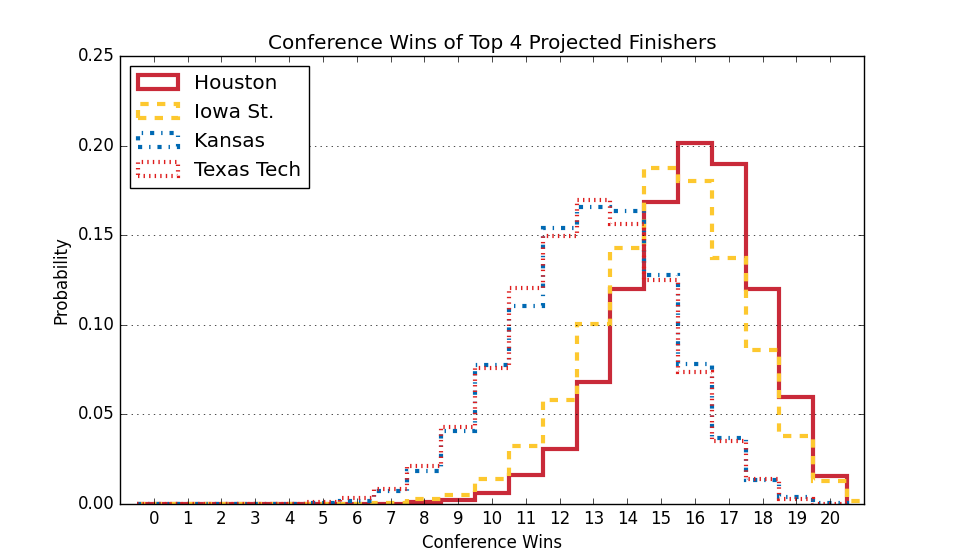 Conference Wins of Top 4 Projected Finishers
0.25
0.20
0.15
0.10
0.05
0.00
Probability
Houston
Iowa St.
Kansas
Texas Tech
0 1 2 3 4 5 6 7 8 9 10 11 12 13 14 15 16 17 18 19 20
Conference Wins